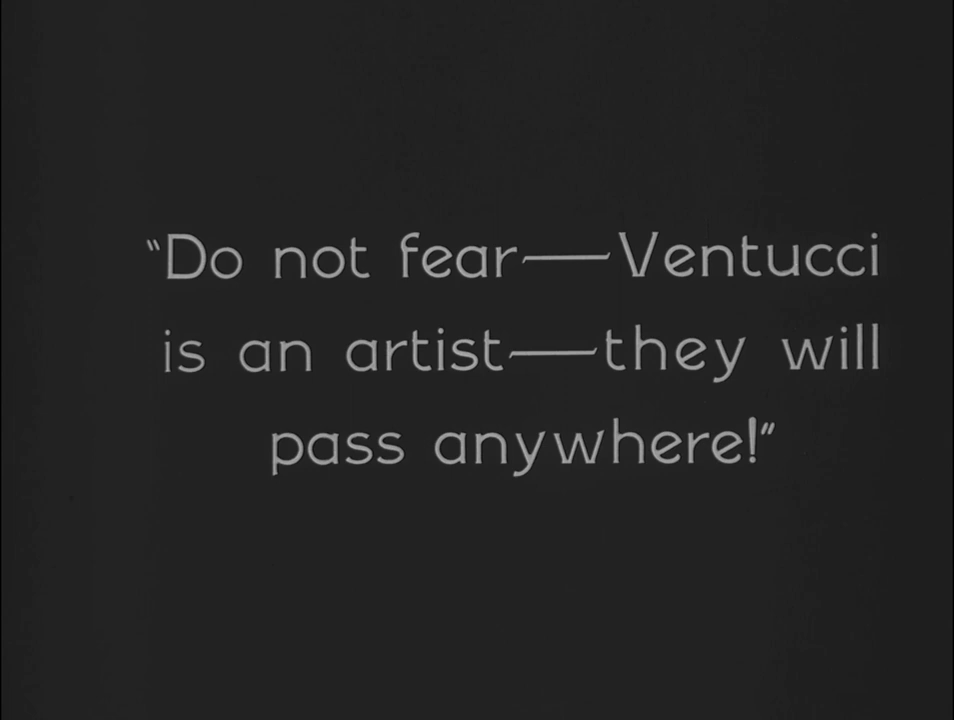 “Do not fear—Ventucci
is an artist—they will
pass anywhere!”